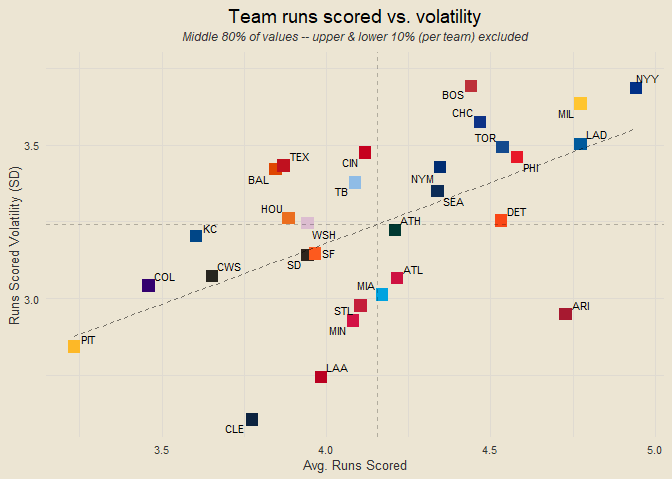 Team runs scored vs. volatility
Middle 80% of values -- upper & lower 10% (per team) excluded
NYY
BOS
MIL
CHC
TOR
LAD
3.5
CIN
TEX
PHI
BAL
NYM
TB
SEA
HOU
DET
ATH
KC
WSH
SF
SD
CWS
COL
ATL
MIA
3.0
STL
ARI
MIN
PIT
LAA
CLE
Runs Scored Volatility (SD)
3.5
4.0
4.5
5.0
Avg. Runs Scored